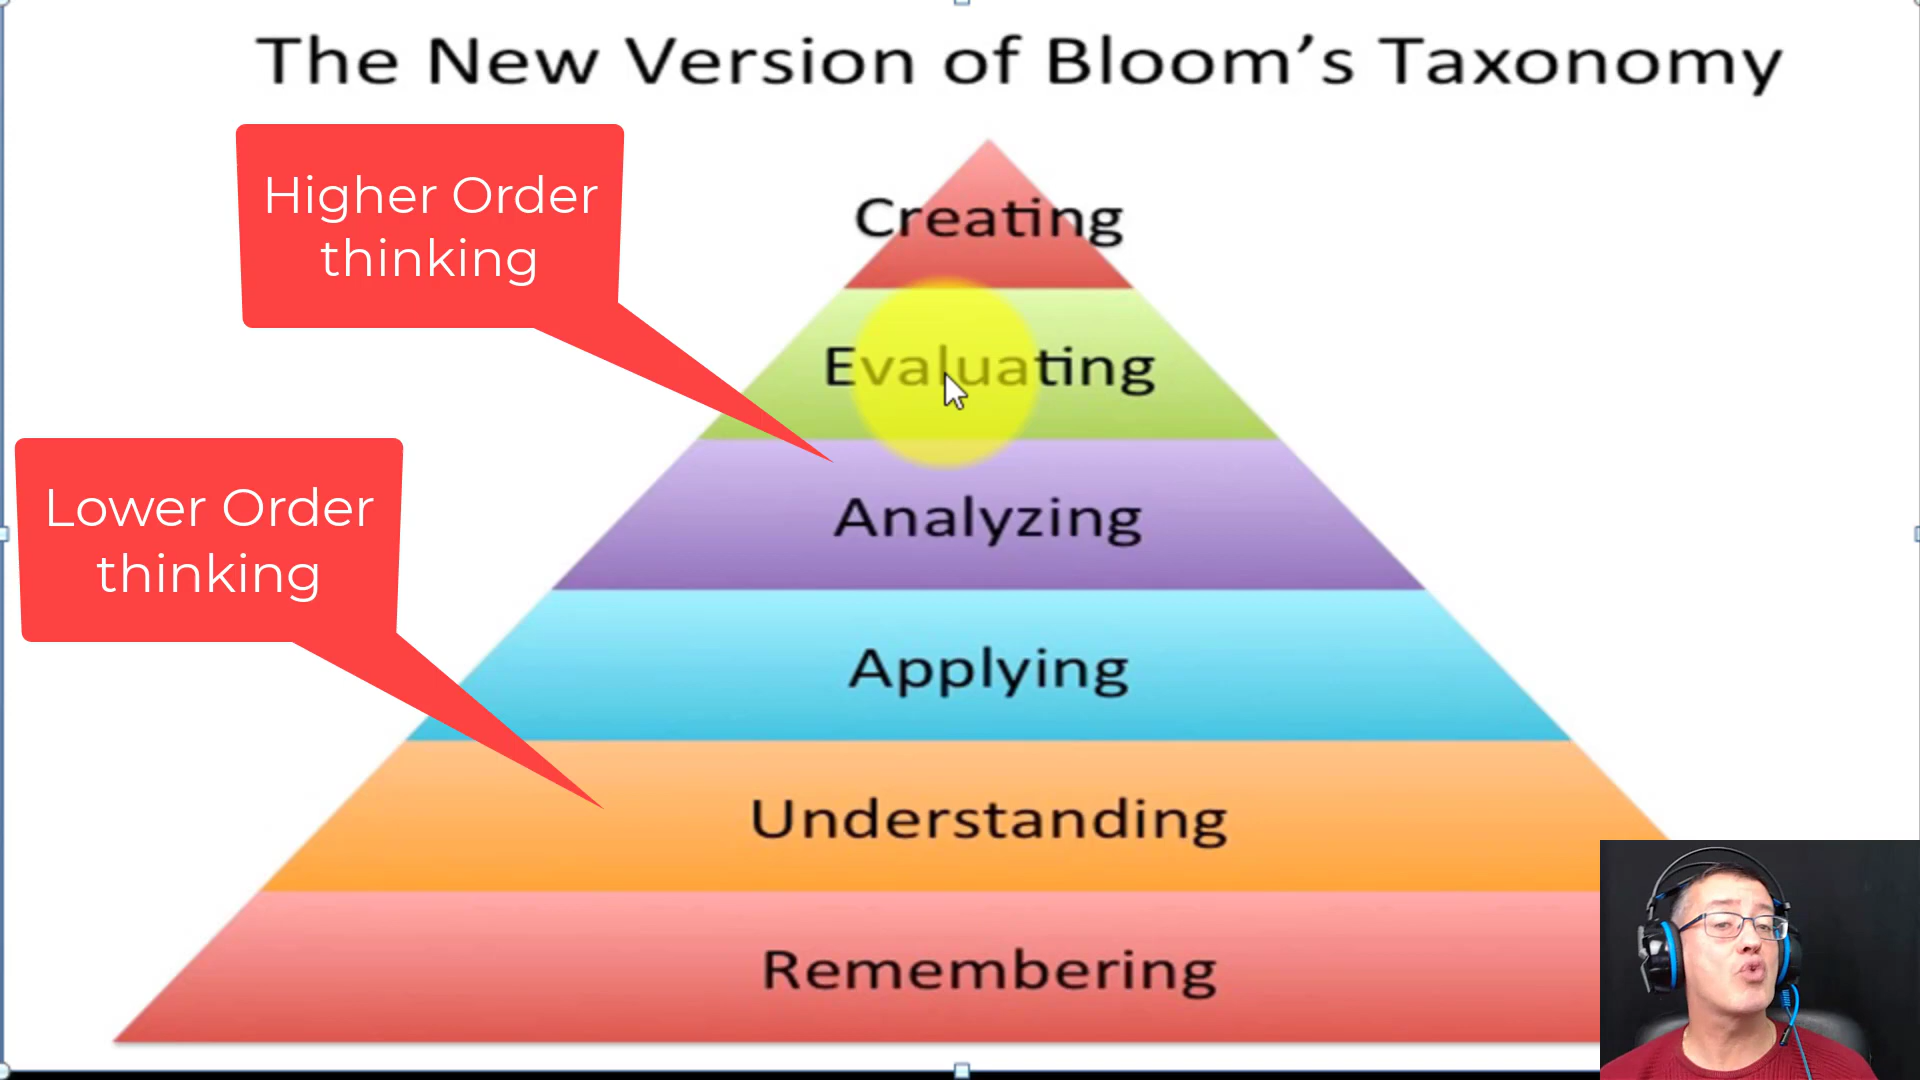 The New Version of Bloom’s Taxonomy
Higher Order
thinking
Creating
Evaluating
Lower Order
thinking
Analyzing
Applying
Understanding
Remembering